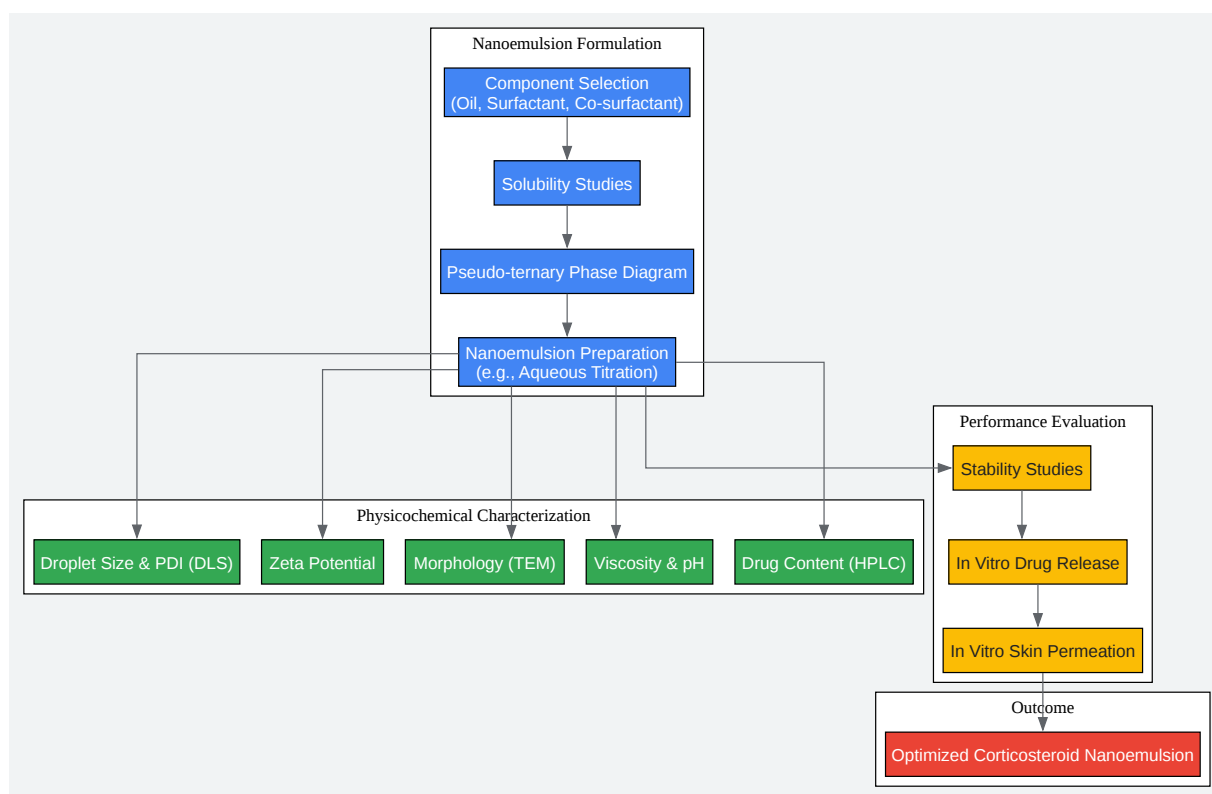 Nanoemulsion Formulation
Component Selection
(Oil, Surfactant, Co-surfactant)
Solubility Studies
Pseudo-ternary Phase Diagram
Nanoemulsion Preparation
(e.g., Aqueous Titration)
Physicochemical Characterization
Droplet Size & PDI (DLS)
Zeta Potential
Morphology (TEM)
Viscosity & pH
Drug Content (HPLC)
Performance Evaluation
Stability Studies
In Vitro Drug Release
In Vitro Skin Permeation
Outcome
Optimized Corticosteroid Nanoemulsion